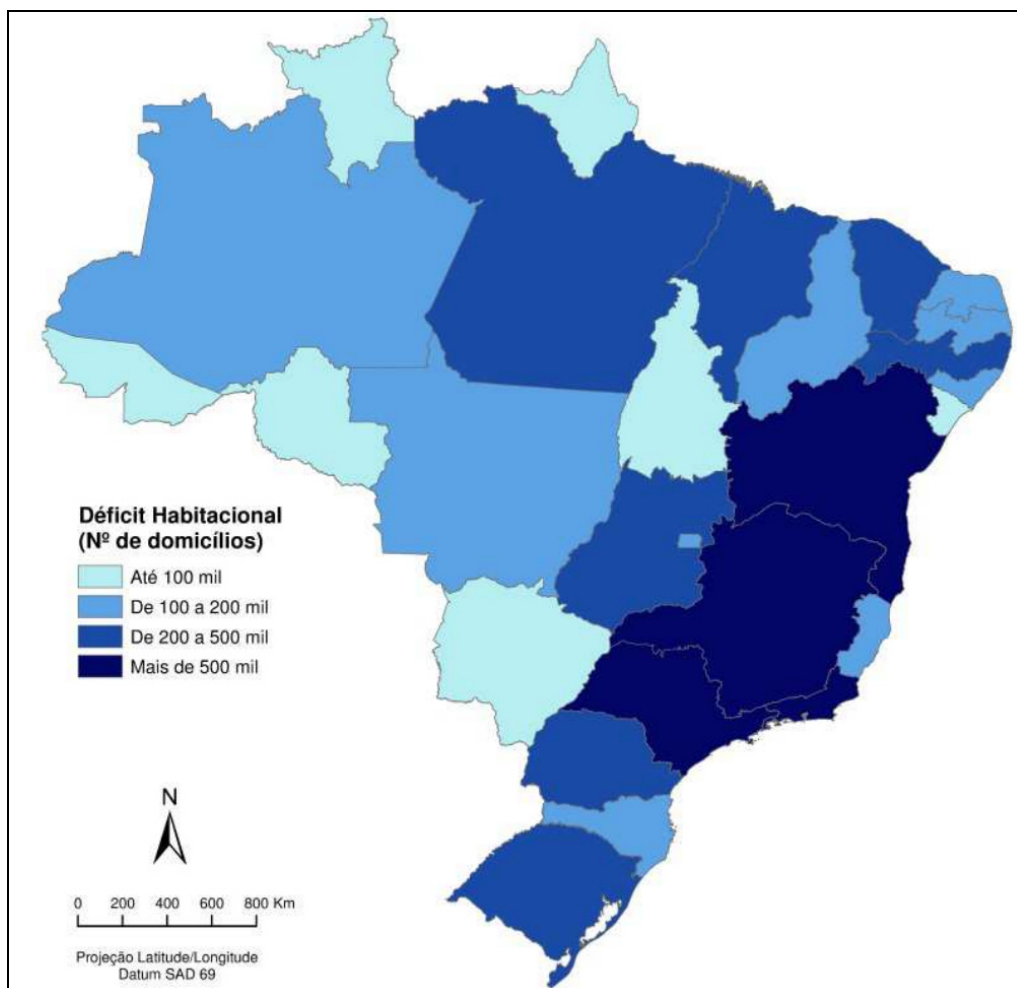 Déficit Habitacional
(Nº de domicílios)
Até 100 mil
De 100 a 200 mil
De 200 a 500 mil
Mais de 500 mil
N
0 200 400 600 800 Km
Projeção Latitude/Longitude
Datum SAD 69